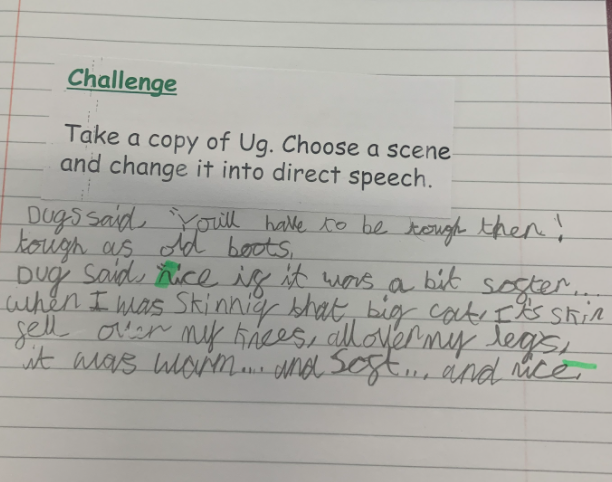 Challenge
Take a copy of Ug. Choose a scene
and change it into direct speech.
Dugs said, "You'll have to be tough then!
tough as old boots.
Dug said, "nice if it was a bit softer...
when I was skinnig that big cat, It's skin
fell over my knees, all over my legs,
it was warm... and soft... and nice.